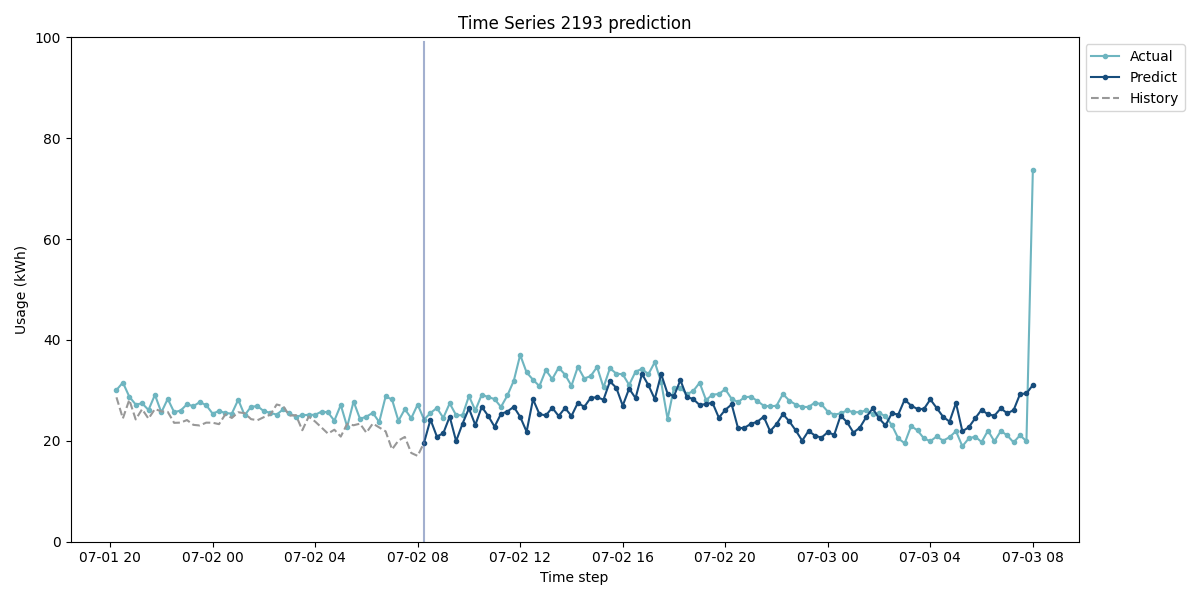 Time Series 2193 prediction
Usage (kWh)
100
80
60
40
20
0
07-01 20 07-02 00 07-02 04 07-02 08 07-02 12 07-02 16 07-02 20 07-03 00 07-03 04 07-03 08
Time step
Actual
Predict
History